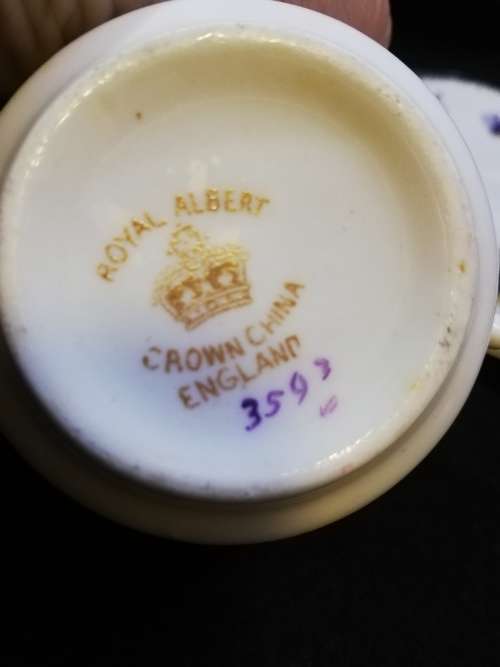 ROYAL ALBERT
CROWN CHINA
ENGLAND
3593